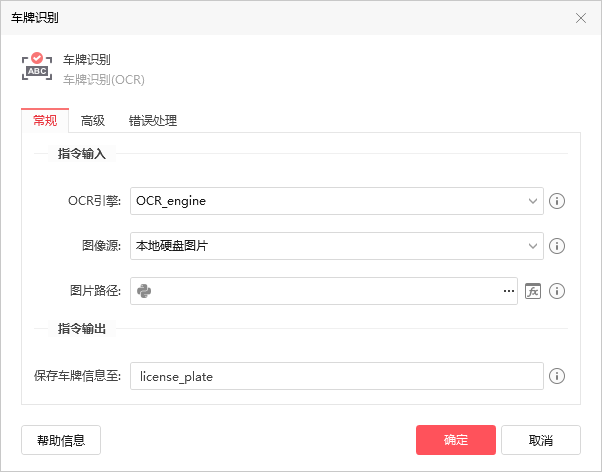 车牌识别
ABC
车牌识别
车牌识别(OCR)
常规 高级 错误处理
指令输入
OCR引擎: OCR_engine
图像源: 本地硬盘图片
图片路径: ... fx
指令输出
保存车牌信息至: license_plate
帮助信息 确定 取消